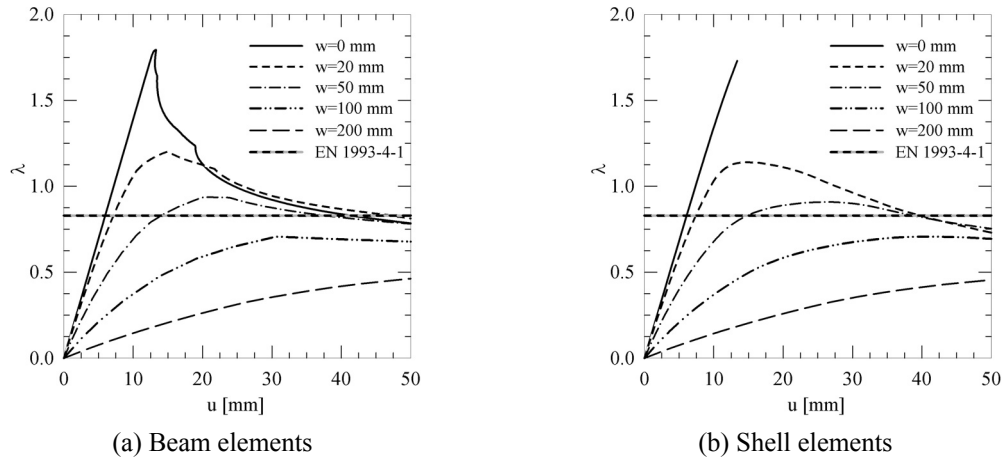 2.0
w=0 mm
w=20 mm
1.5
w=50 mm
w=100 mm
w=200 mm
EN 1993-4-1
λ
1.0
0.5
0.0
0 10 20 30 40 50
u [mm]
(a) Beam elements
2.0
w=0 mm
w=20 mm
1.5
w=50 mm
w=100 mm
w=200 mm
EN 1993-4-1
λ
1.0
0.5
0.0
0 10 20 30 40 50
u [mm]
(b) Shell elements